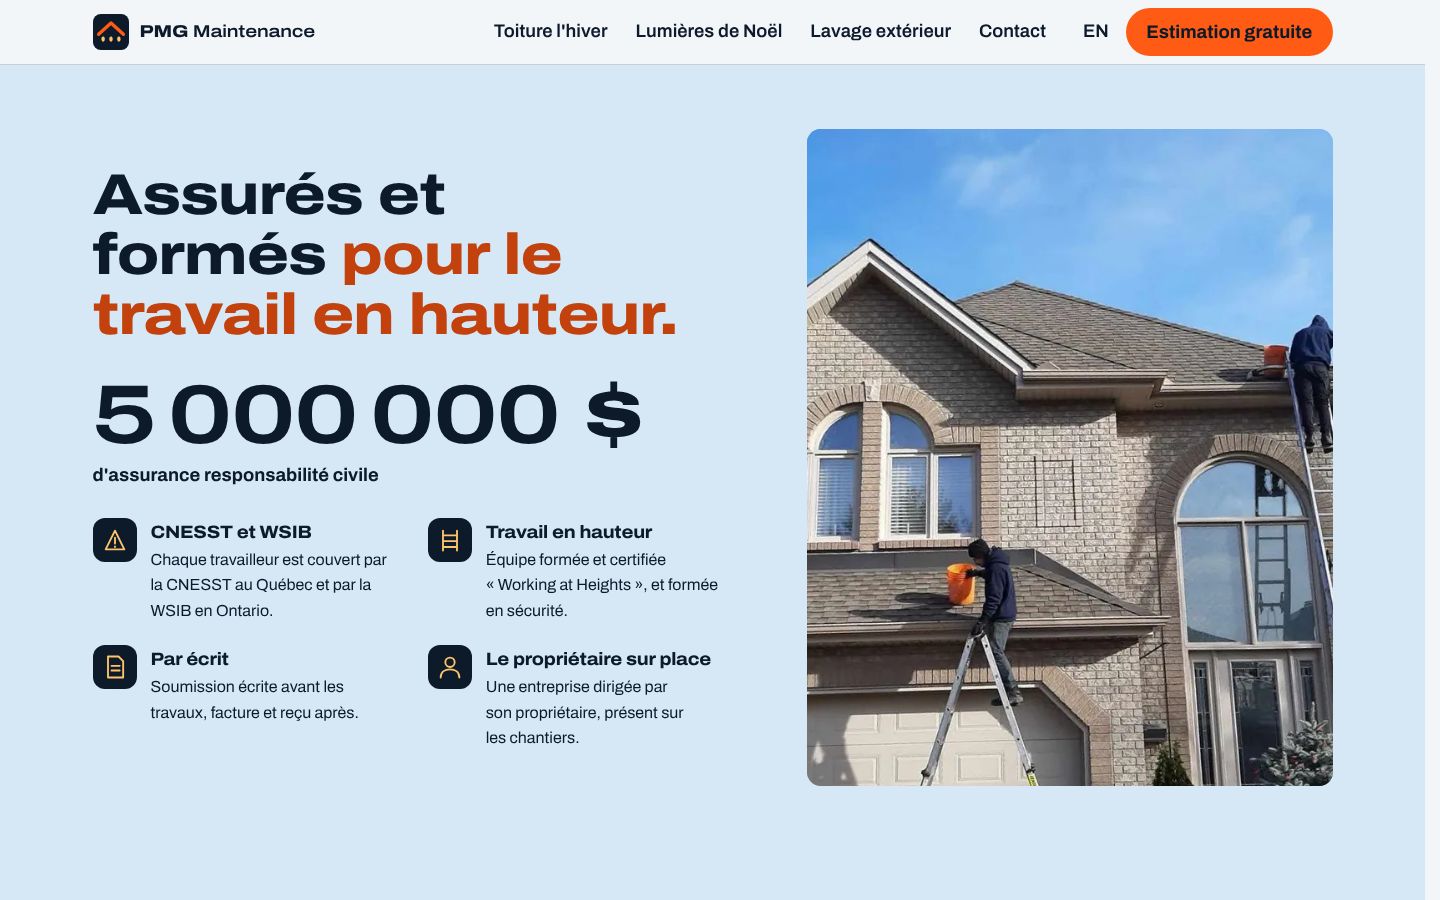 PMG Maintenance
Toiture l'hiver
Lumières de Noël
Lavage extérieur
Contact
EN
Estimation gratuite
Assurés et
formés pour le
travail en hauteur.
5 000 000 $
d'assurance responsabilité civile
CNESST et WSIB
Chaque travailleur est couvert par
la CNESST au Québec et par la
WSIB en Ontario.
Travail en hauteur
Équipe formée et certifiée
« Working at Heights », et formée
en sécurité.
Par écrit
Soumission écrite avant les
travaux, facture et reçu après.
Le propriétaire sur place
Une entreprise dirigée par
son propriétaire, présent sur
les chantiers.